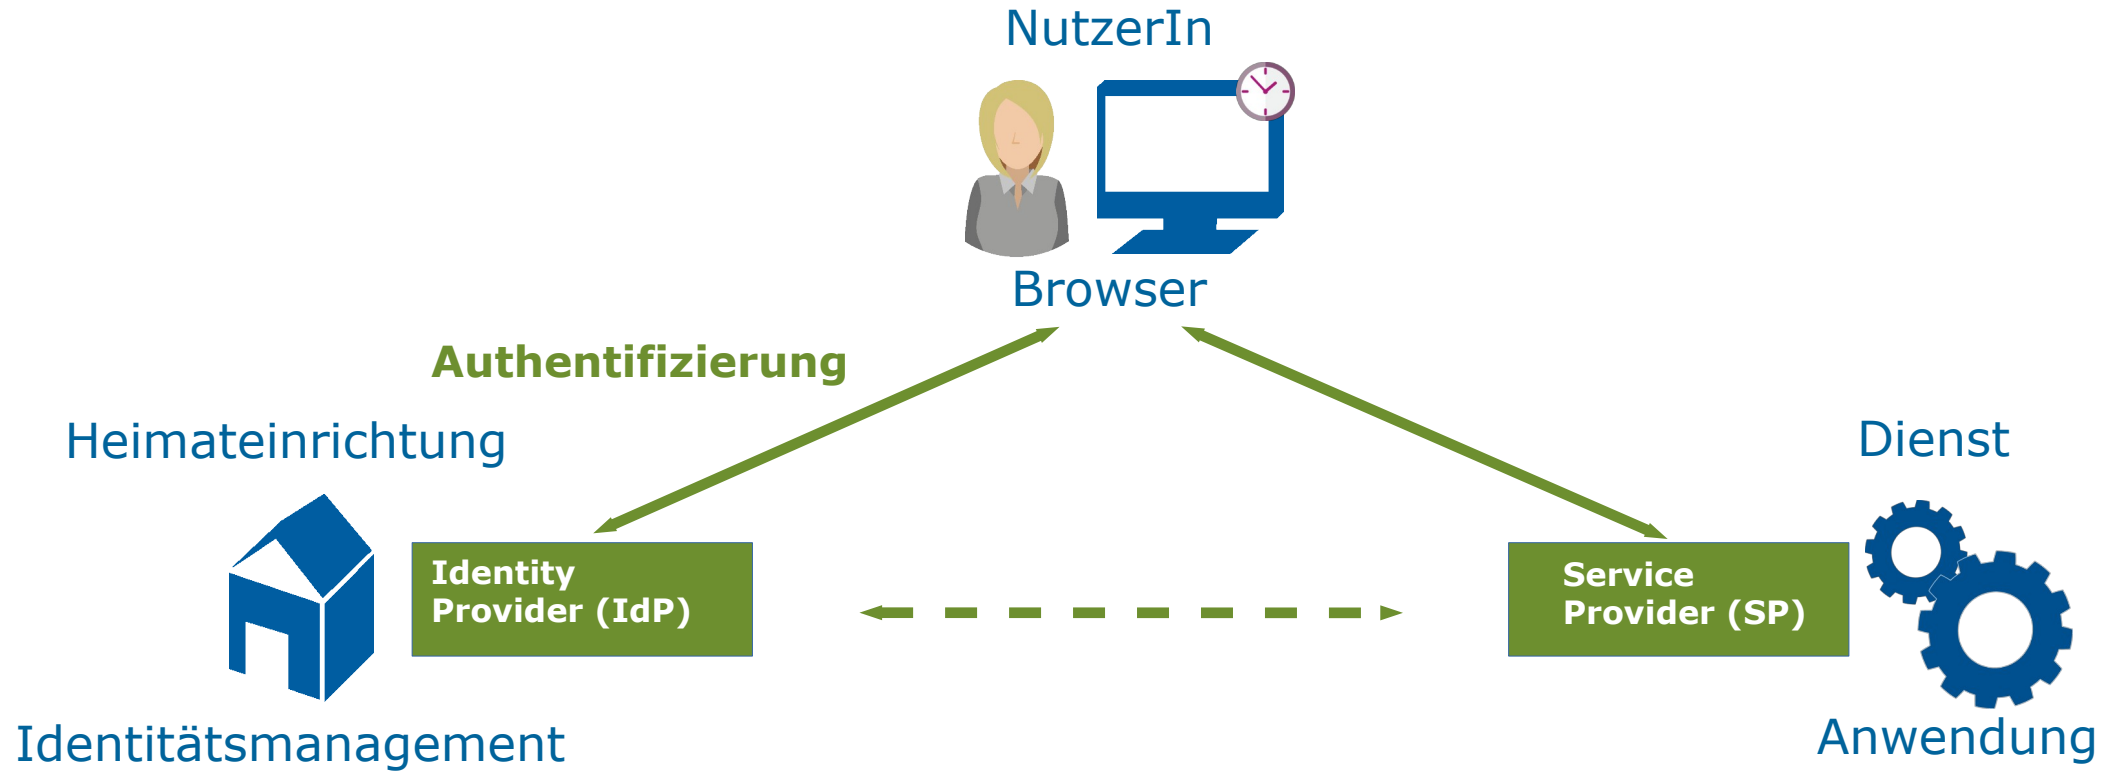 NutzerIn
Browser
Authentifizierung
Heimateinrichtung
Dienst
Identity
Provider (IdP)
Service
Provider (SP)
Identitätsmanagement
Anwendung